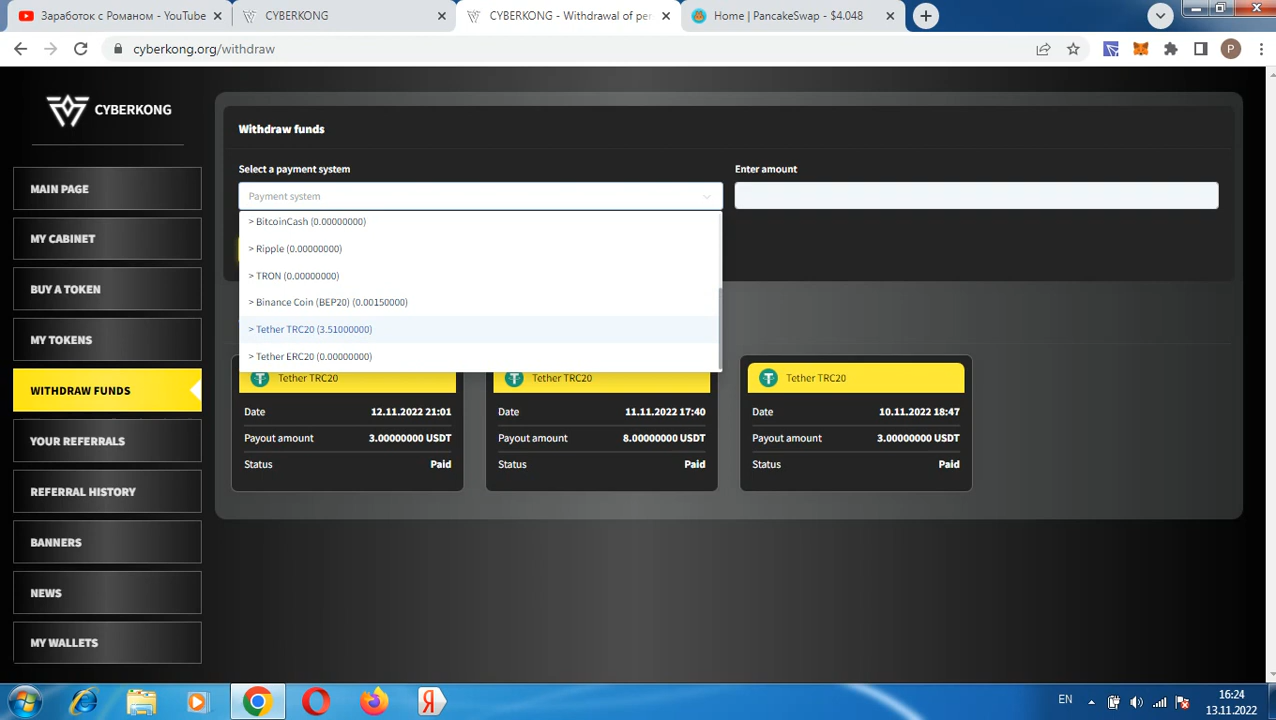 Заработок с Романом - YouTube
CYBERKONG
CYBERKONG - Withdrawal of per
Home | PancakeSwap - $4.048
cyberkong.org/withdraw
P
CYBERKONG
MAIN PAGE
MY CABINET
BUY A TOKEN
MY TOKENS
WITHDRAW FUNDS
YOUR REFERRALS
REFERRAL HISTORY
BANNERS
NEWS
MY WALLETS
Withdraw funds
Select a payment system
Enter amount
Payment system
> BitcoinCash (0.00000000)
> Ripple (0.00000000)
> TRON (0.00000000)
> Binance Coin (BEP20) (0.00150000)
> Tether TRC20 (3.51000000)
> Tether ERC20 (0.00000000)
Tether TRC20
Date 12.11.2022 21:01
Payout amount 3.00000000 USDT
Status Paid
Tether TRC20
Date 11.11.2022 17:40
Payout amount 8.00000000 USDT
Status Paid
Tether TRC20
Date 10.11.2022 18:47
Payout amount 3.00000000 USDT
Status Paid
EN
16:24
13.11.2022